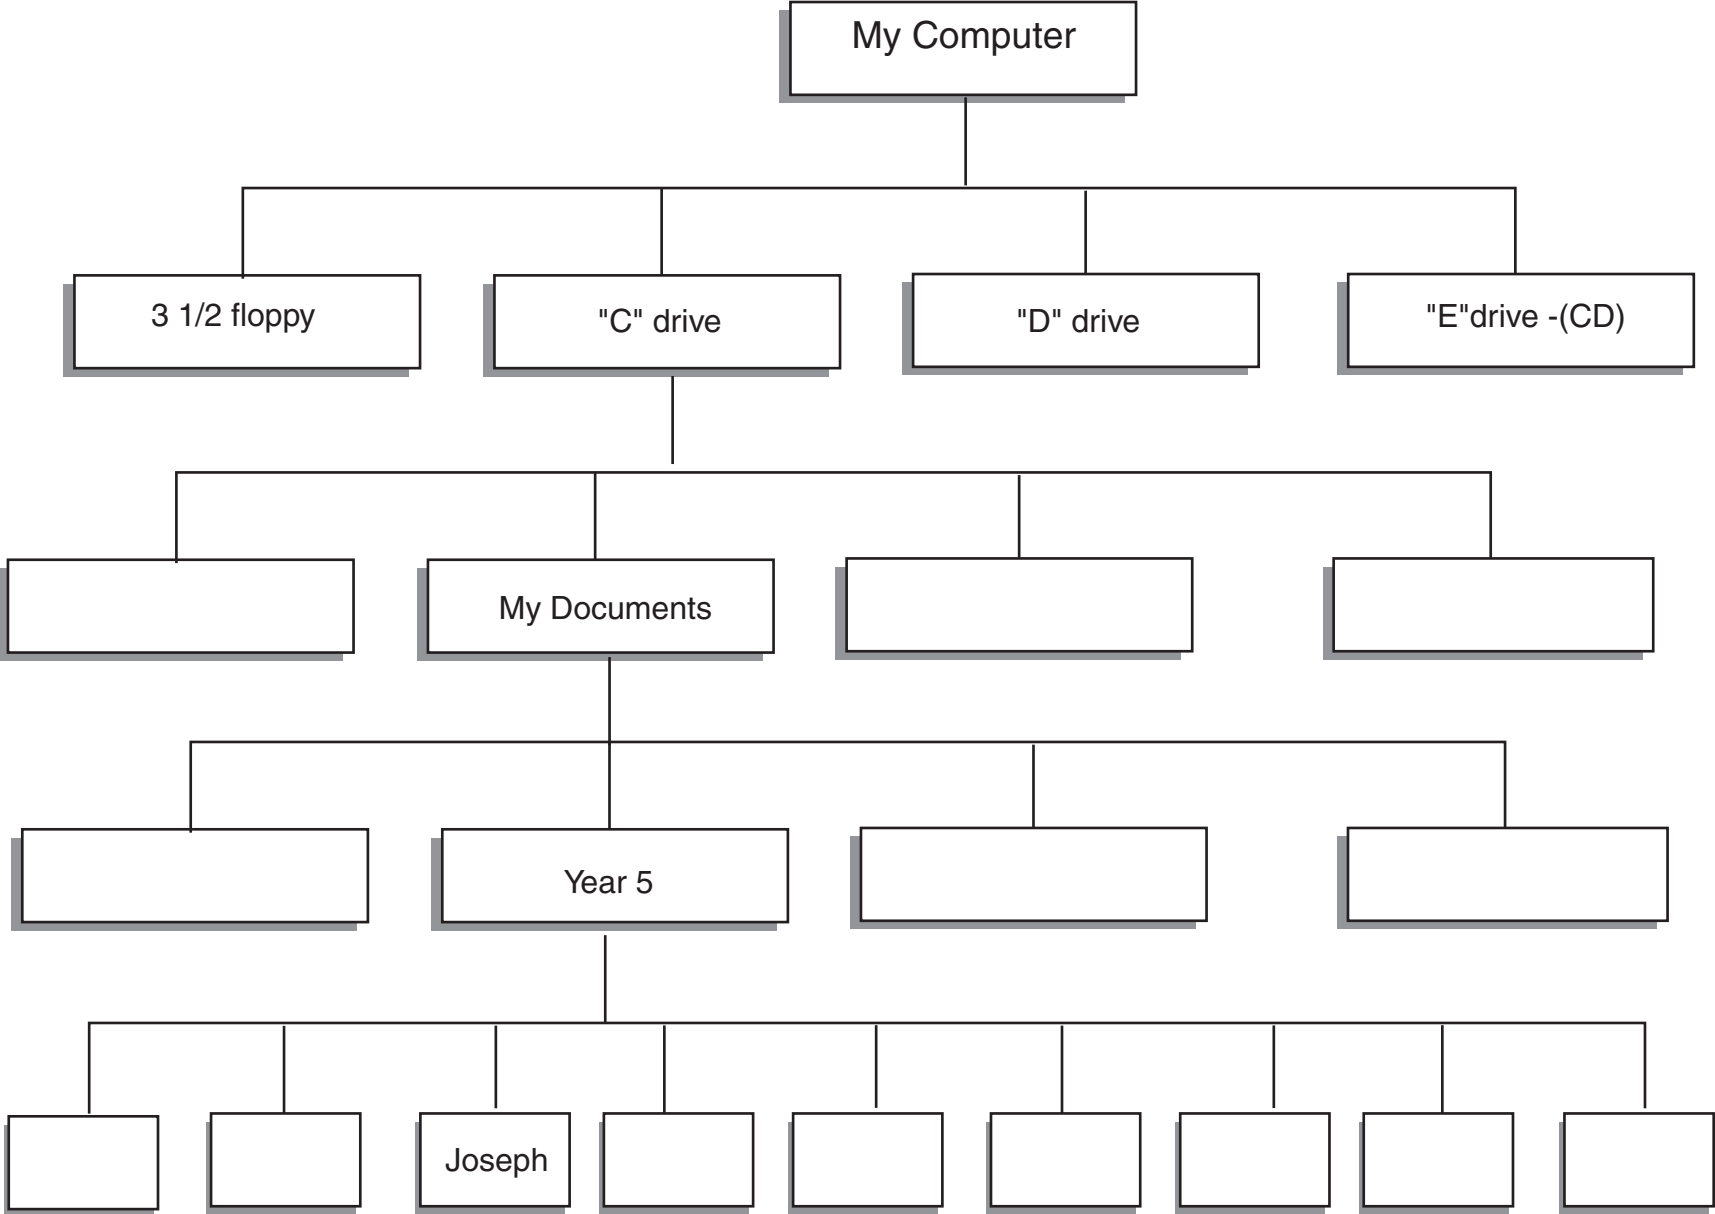 My Computer
3 1/2 floppy
"C" drive
"D" drive
"E"drive -(CD)
My Documents
Year 5
Joseph